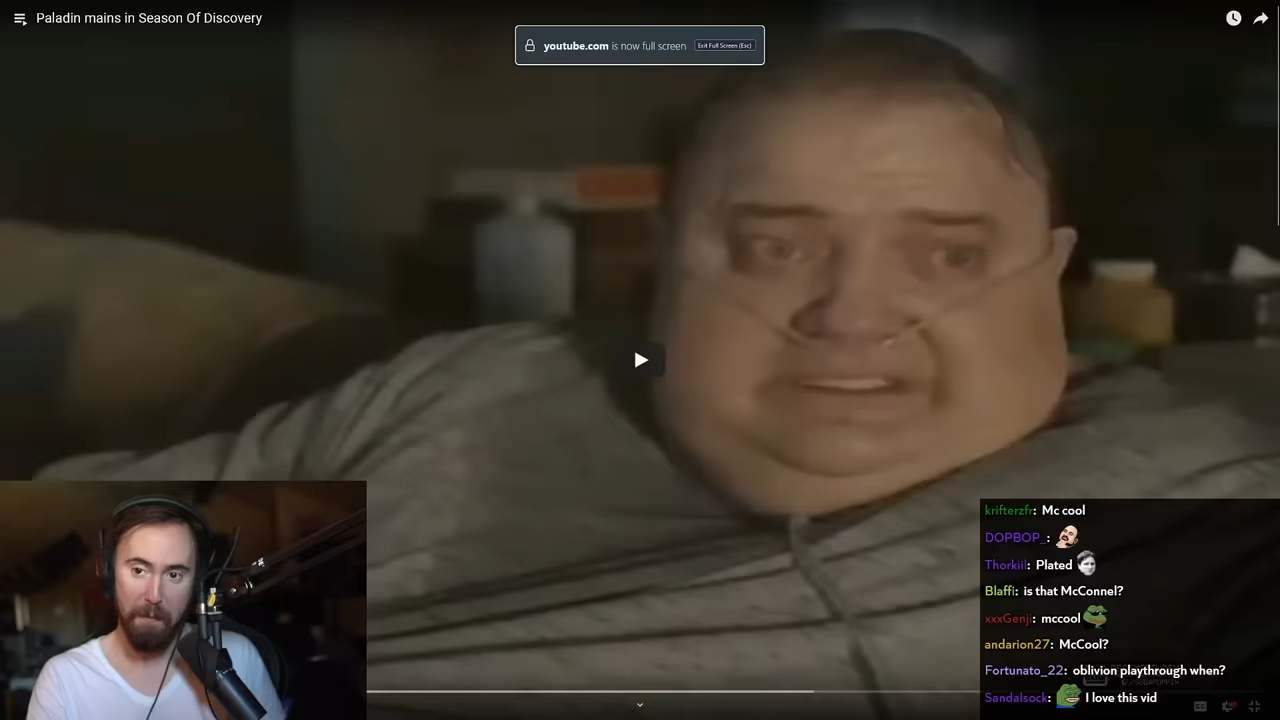 Paladin mains in Season Of Discovery
youtube.com is now full screen Exit Full Screen (Esc)
krifterzfr: Mc cool
DOPBOP_:
Thorkiil: Plated
Blaffi: is that McConnel?
xxxGenji: mccool
andarion27: McCool?
Fortunato_22: oblivion playthrough when?
Sandalsock: I love this vid